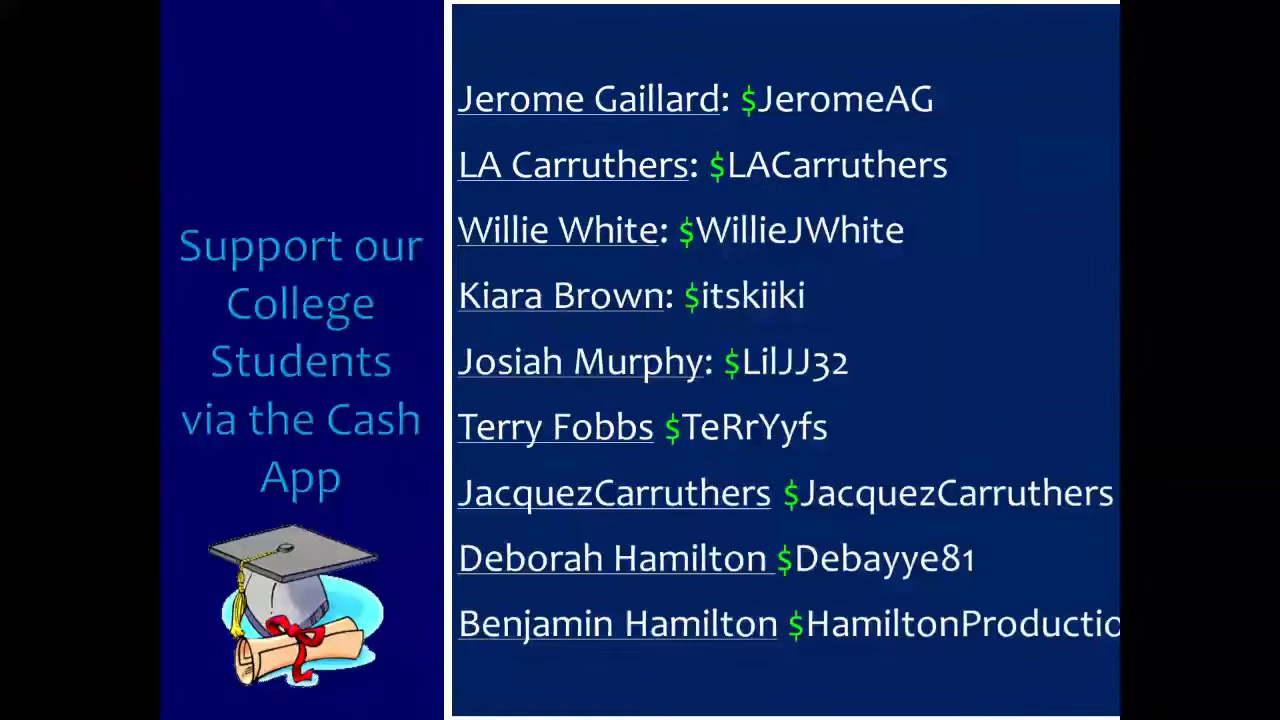 Support our
College
Students
via the Cash
App
Jerome Gaillard: $JeromeAG
LA Carruthers: $LACarruthers
Willie White: $WillieJWhite
Kiara Brown: $itskiiki
Josiah Murphy: $LilJJ32
Terry Fobbs $TeRrYyfs
JacquezCarruthers $JacquezCarruthers
Deborah Hamilton $Debayye81
Benjamin Hamilton $HamiltonProductio